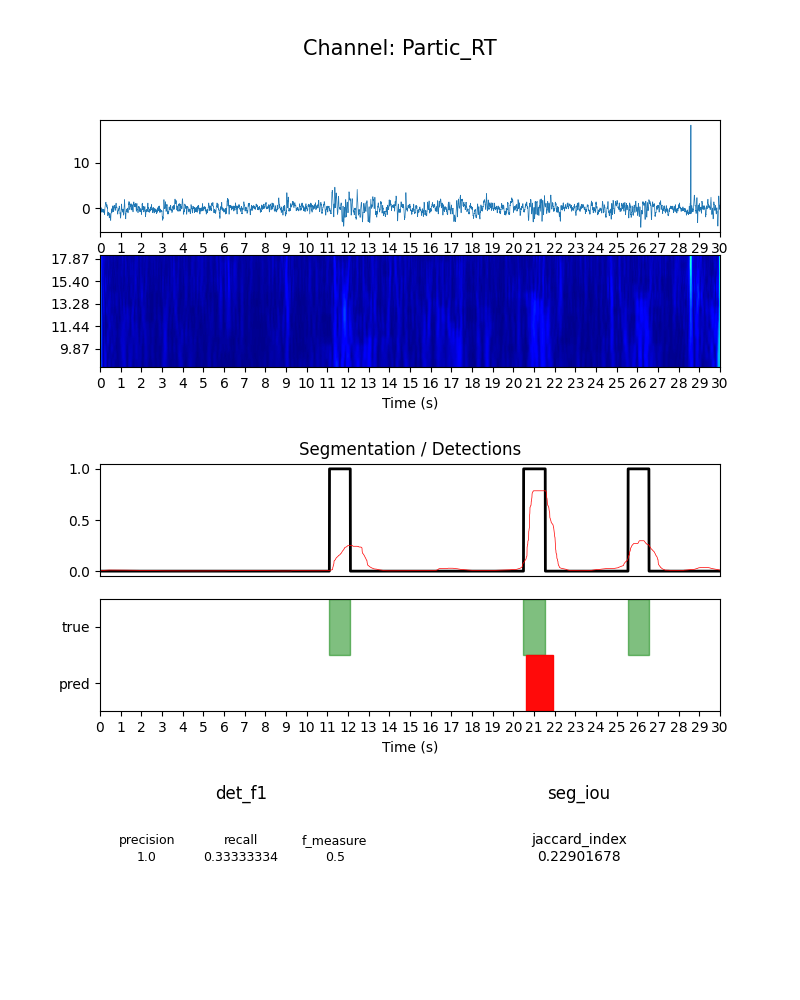 Channel: Partic_RT
10
0
0 1 2 3 4 5 6 7 8 9 10 11 12 13 14 15 16 17 18 19 20 21 22 23 24 25 26 27 28 29 30
17.87
15.40
13.28
11.44
9.87
0 1 2 3 4 5 6 7 8 9 10 11 12 13 14 15 16 17 18 19 20 21 22 23 24 25 26 27 28 29 30
Time (s)
Segmentation / Detections
1.0
0.5
0.0
true
pred
0 1 2 3 4 5 6 7 8 9 10 11 12 13 14 15 16 17 18 19 20 21 22 23 24 25 26 27 28 29 30
Time (s)
det_f1 seg_iou
precision recall f_measure jaccard_index
1.0 0.33333334 0.5 0.22901678